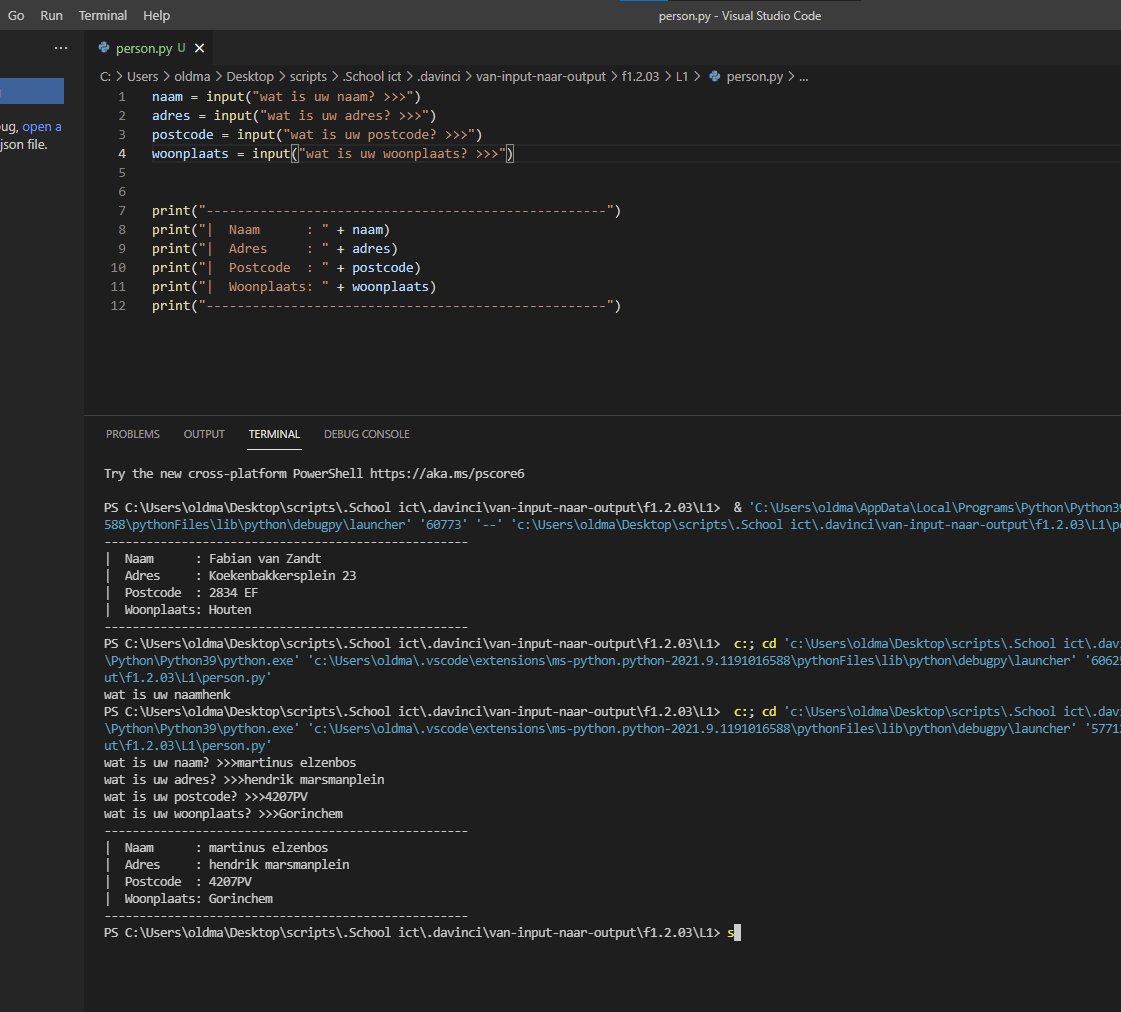 Go Run Terminal Help person.py - Visual Studio Code
··· person.py U
C: > Users > oldma > Desktop > scripts > .School ict > .davinci > van-input-naar-output > f1.2.03 > L1 > person.py > ...
ug, open a
json file.
1 naam = input("wat is uw naam? >>>")
2 adres = input("wat is uw adres? >>>")
3 postcode = input("wat is uw postcode? >>>")
4 woonplaats = input("wat is uw woonplaats? >>>")
5
6
7 print("----------------------------------------------------")
8 print("|  Naam      : " + naam)
9 print("|  Adres     : " + adres)
10 print("|  Postcode  : " + postcode)
11 print("|  Woonplaats: " + woonplaats)
12 print("----------------------------------------------------")
PROBLEMS OUTPUT TERMINAL DEBUG CONSOLE
Try the new cross-platform PowerShell https://aka.ms/pscore6
PS C:\Users\oldma\Desktop\scripts\.School ict\.davinci\van-input-naar-output\f1.2.03\L1>  & 'C:\Users\oldma\AppData\Local\Programs\Python\Python39
588\pythonFiles\lib\python\debugpy\launcher' '60773' '--' 'c:\Users\oldma\Desktop\scripts\.School ict\.davinci\van-input-naar-output\f1.2.03\L1\pe
----------------------------------------------------
|  Naam      : Fabian van Zandt
|  Adres     : Koekenbakkersplein 23
|  Postcode  : 2834 EF
|  Woonplaats: Houten
----------------------------------------------------
PS C:\Users\oldma\Desktop\scripts\.School ict\.davinci\van-input-naar-output\f1.2.03\L1>  c:; cd 'c:\Users\oldma\Desktop\scripts\.School ict\.davi
\Python\Python39\python.exe' 'c:\Users\oldma\.vscode\extensions\ms-python.python-2021.9.1191016588\pythonFiles\lib\python\debugpy\launcher' '60625
ut\f1.2.03\L1\person.py'
wat is uw naamhenk
PS C:\Users\oldma\Desktop\scripts\.School ict\.davinci\van-input-naar-output\f1.2.03\L1>  c:; cd 'c:\Users\oldma\Desktop\scripts\.School ict\.davi
\Python\Python39\python.exe' 'c:\Users\oldma\.vscode\extensions\ms-python.python-2021.9.1191016588\pythonFiles\lib\python\debugpy\launcher' '57712
ut\f1.2.03\L1\person.py'
wat is uw naam? >>>martinus elzenbos
wat is uw adres? >>>hendrik marsmanplein
wat is uw postcode? >>>4207PV
wat is uw woonplaats? >>>Gorinchem
----------------------------------------------------
|  Naam      : martinus elzenbos
|  Adres     : hendrik marsmanplein
|  Postcode  : 4207PV
|  Woonplaats: Gorinchem
----------------------------------------------------
PS C:\Users\oldma\Desktop\scripts\.School ict\.davinci\van-input-naar-output\f1.2.03\L1> s